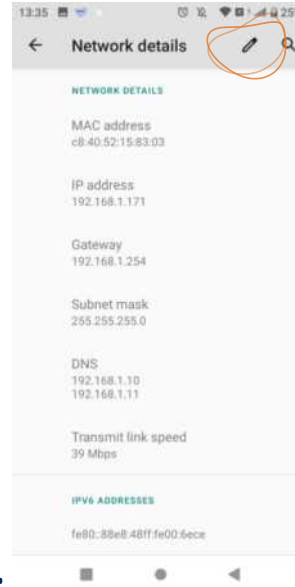 13:35
Network details
NETWORK DETAILS
MAC address
c8:40:52:15:83:03
IP address
192.168.1.171
Gateway
192.168.1.254
Subnet mask
255.255.255.0
DNS
192.168.1.10
192.168.1.11
Transmit link speed
39 Mbps
IPV6 ADDRESSES
fe80::88e8:48ff:fe00:6ece